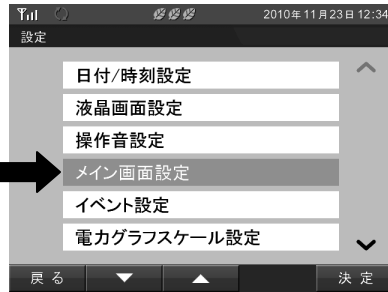 2010年11月23日 12:34
設定
日付/時刻設定
液晶画面設定
操作音設定
メイン画面設定
イベント設定
電力グラフスケール設定
戻る ▼ ▲ 決定